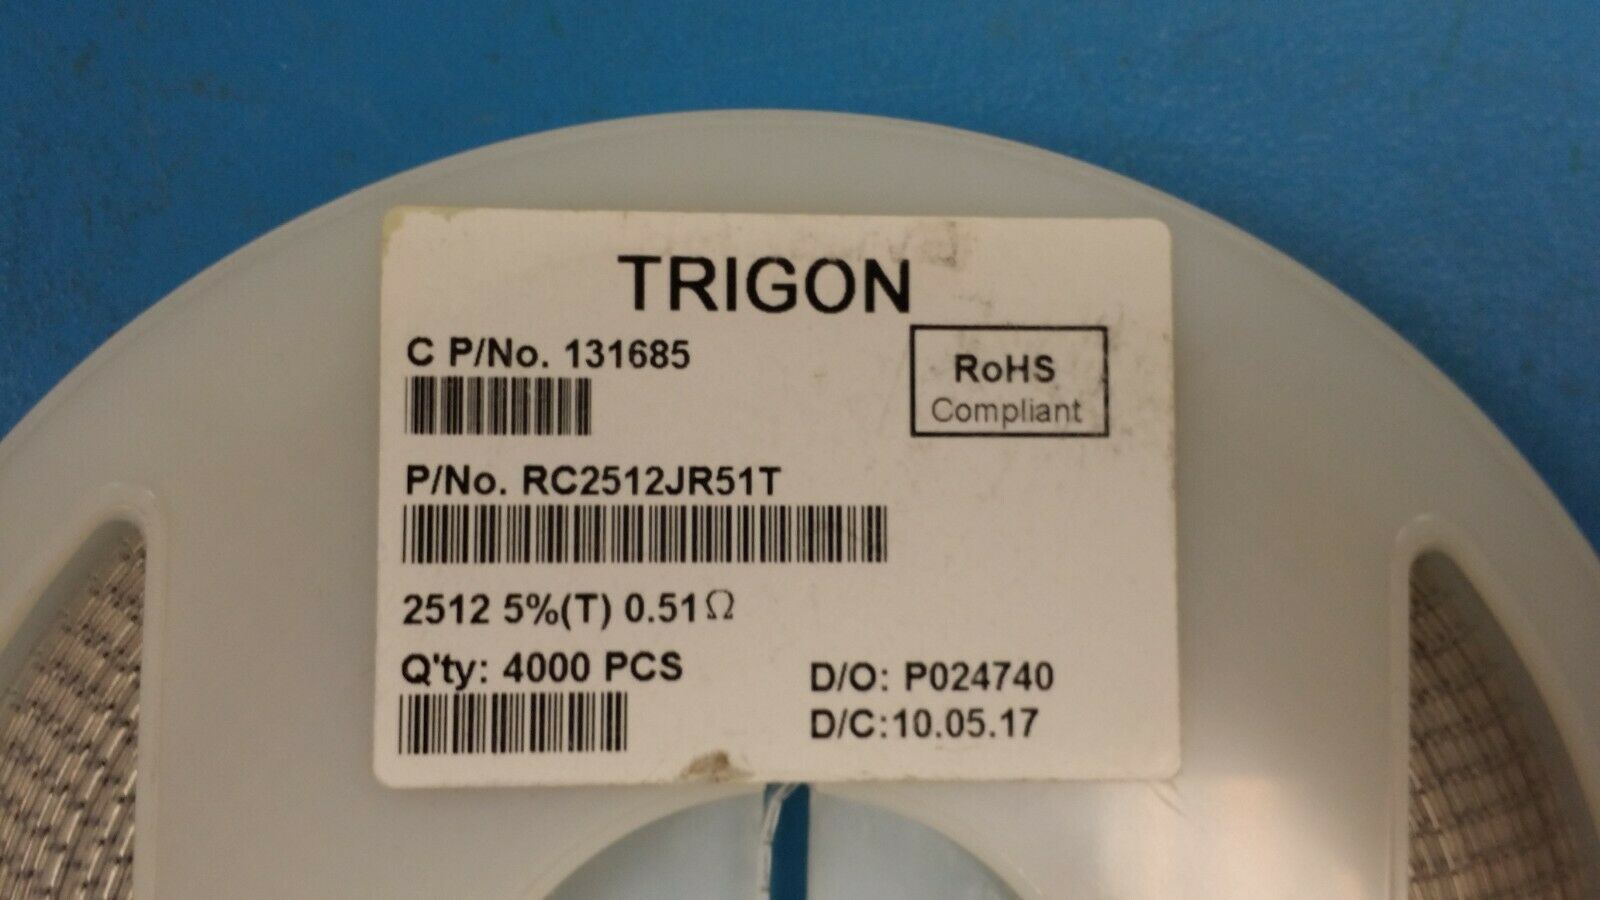 TRIGON
C P/No. 131685
RoHS
Compliant
P/No. RC2512JR51T
2512 5%(T) 0.51Ω
Q'ty: 4000 PCS
D/O: P024740
D/C:10.05.17